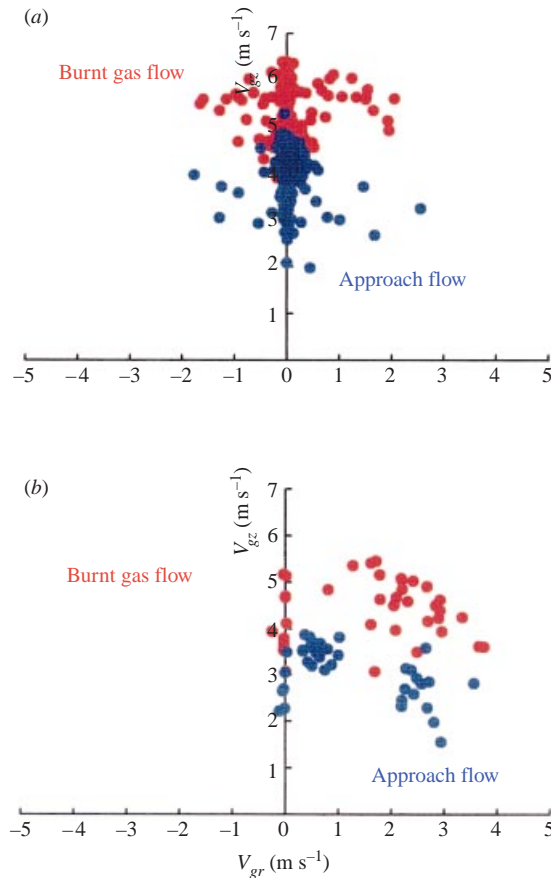 (a)
V_gz (m s⁻¹)
7
Burnt gas flow
6
5
4
3
2
Approach flow
1
–5 –4 –3 –2 –1 0 1 2 3 4 5
(b)
V_gz (m s⁻¹)
7
Burnt gas flow
6
5
4
3
2
Approach flow
1
–5 –4 –3 –2 –1 0 1 2 3 4 5
V_gr (m s⁻¹)